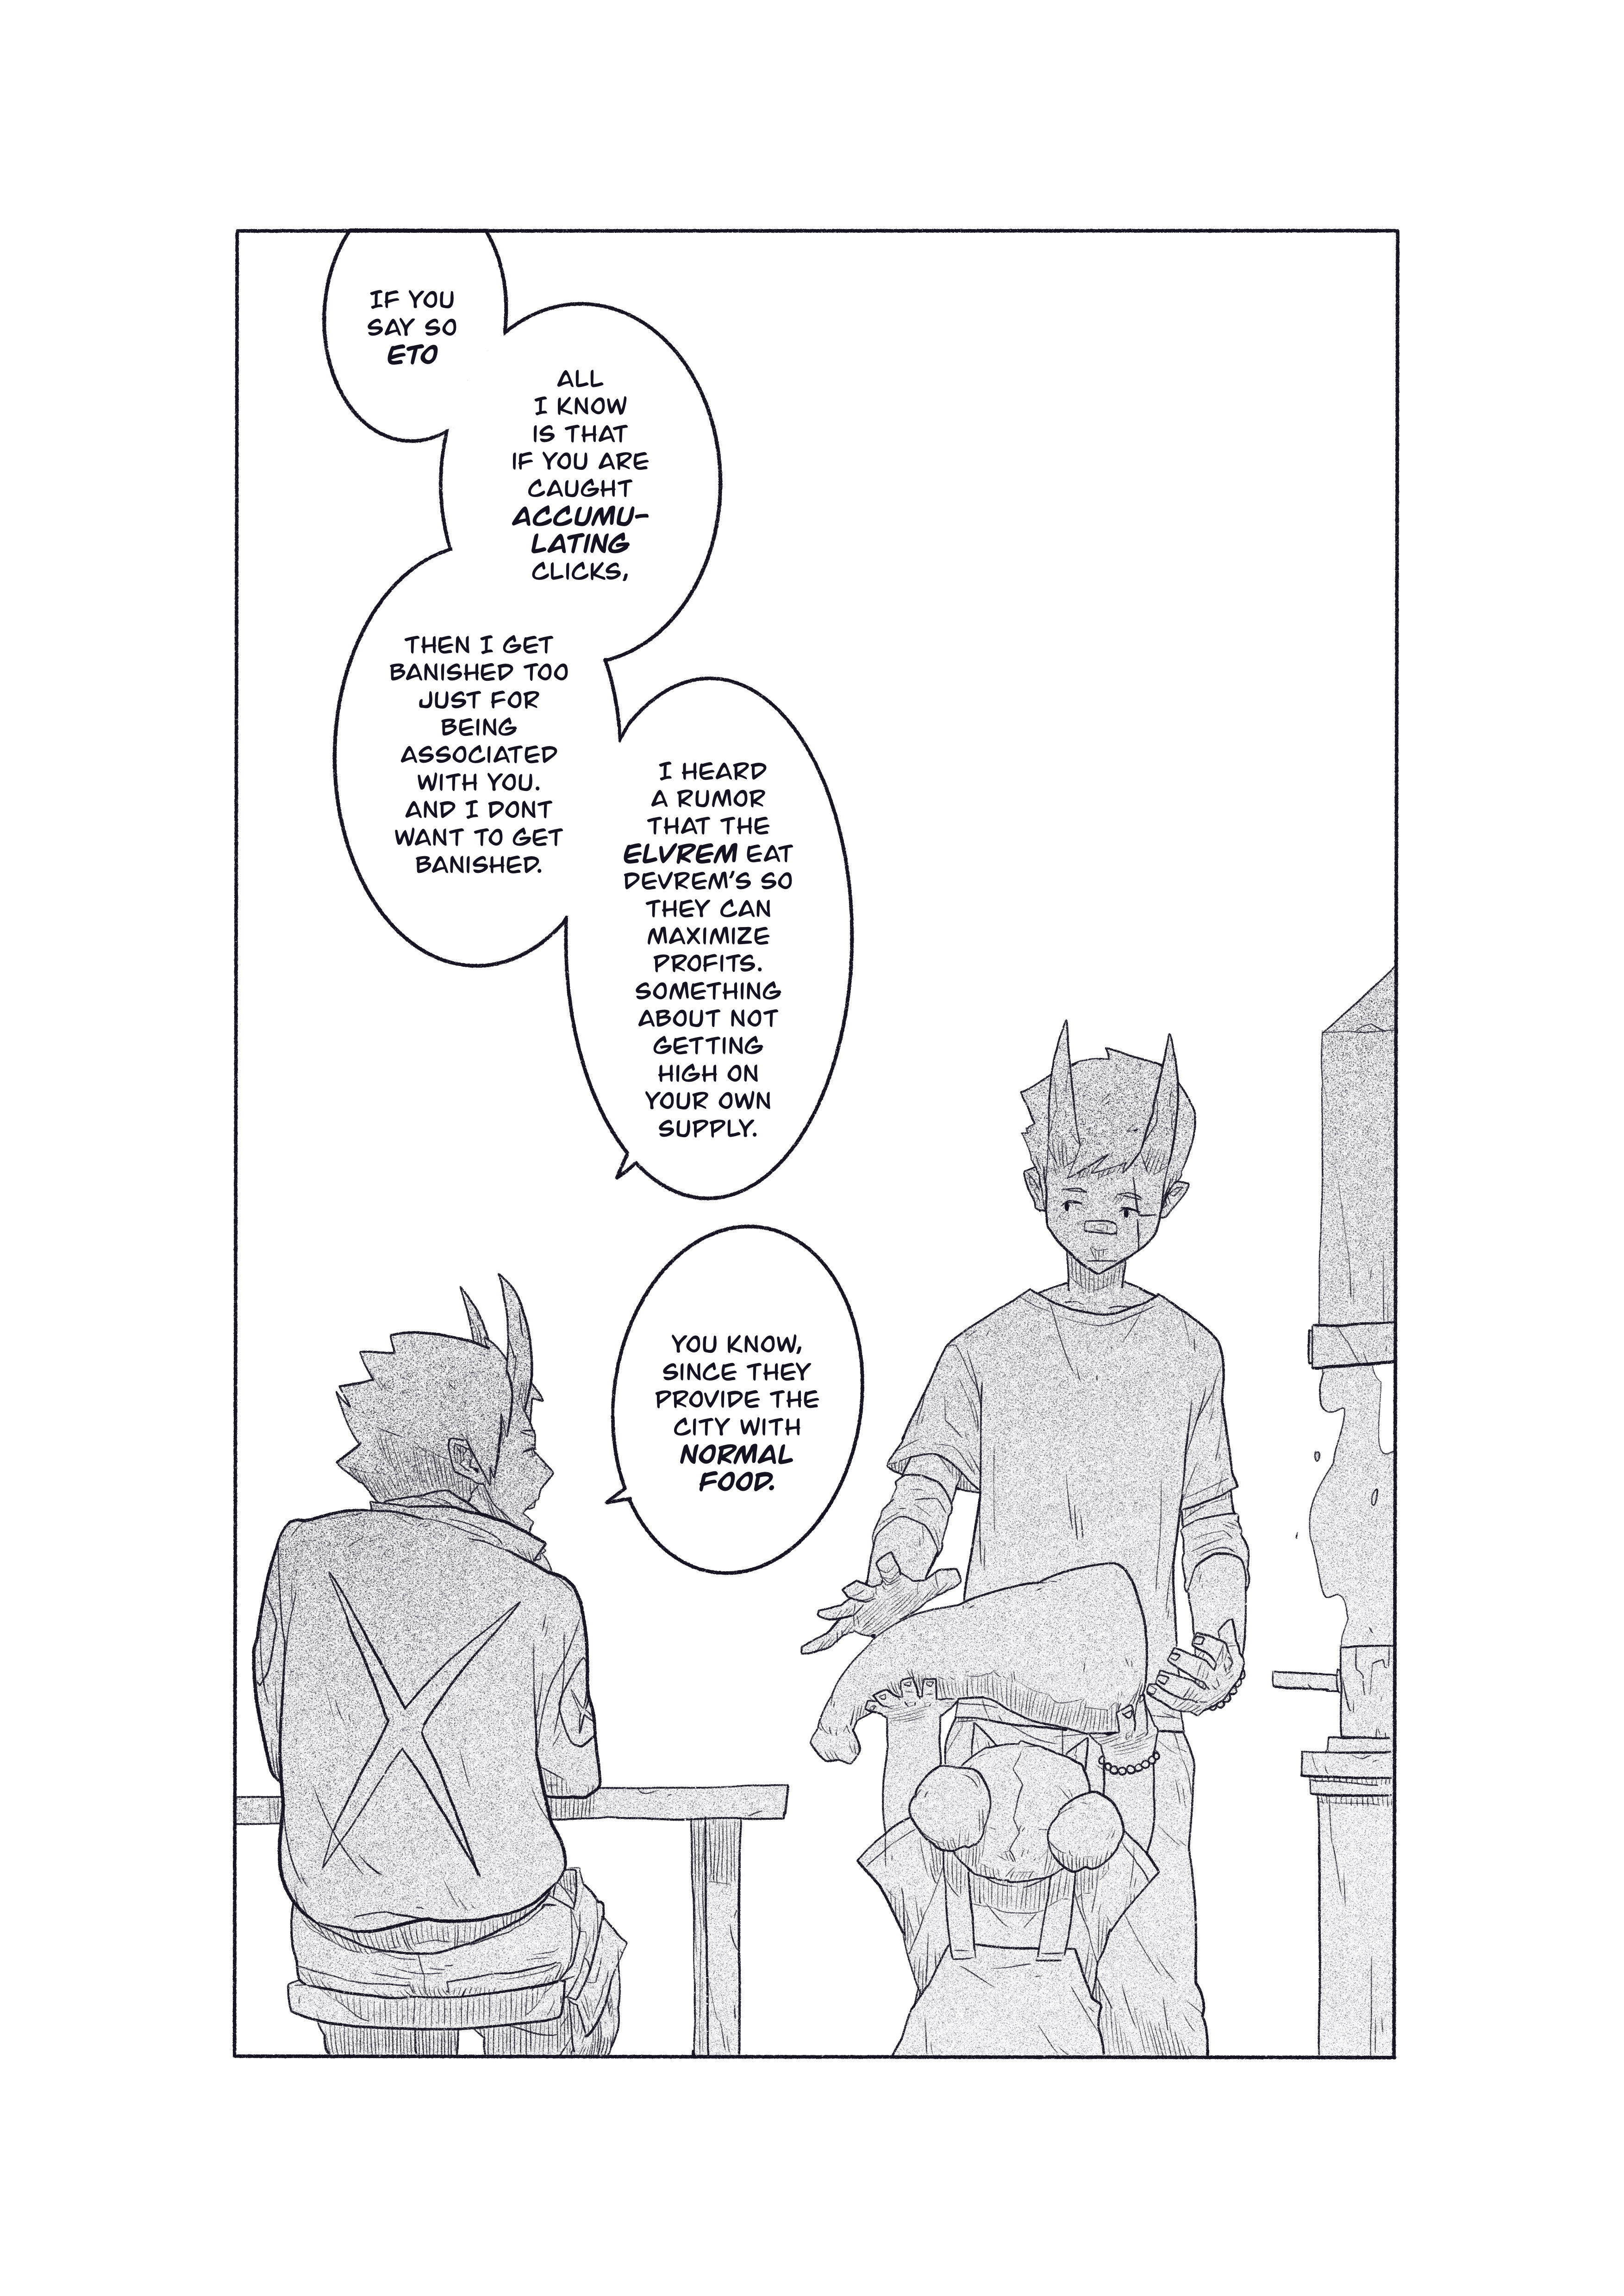 IF YOU
SAY SO
ETO
ALL
I KNOW
IS THAT
IF YOU ARE
CAUGHT
ACCUMU-
LATING
CLICKS,
THEN I GET
BANISHED TOO
JUST FOR
BEING
ASSOCIATED
WITH YOU.
AND I DONT
WANT TO GET
BANISHED.
I HEARD
A RUMOR
THAT THE
ELVREM EAT
DEVREM'S SO
THEY CAN
MAXIMIZE
PROFITS.
SOMETHING
ABOUT NOT
GETTING
HIGH ON
YOUR OWN
SUPPLY.
YOU KNOW,
SINCE THEY
PROVIDE THE
CITY WITH
NORMAL
FOOD.